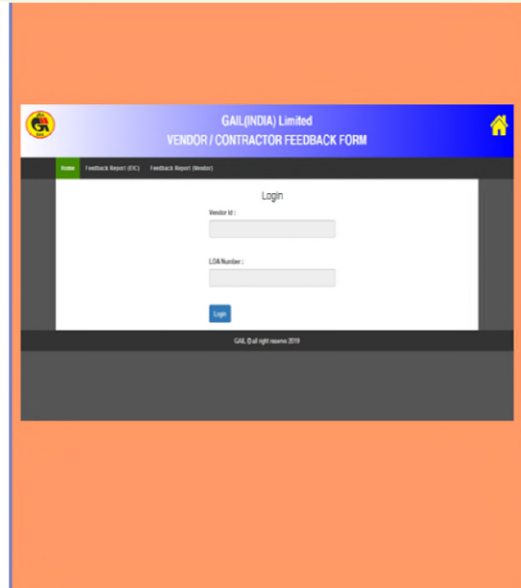 GAIL(INDIA) Limited
VENDOR / CONTRACTOR FEEDBACK FORM
Home Feedback Report (EIC) Feedback Report (Vendor)
Login
Vendor Id :
LOA Number :
Login
GAIL @all right reserve 2019